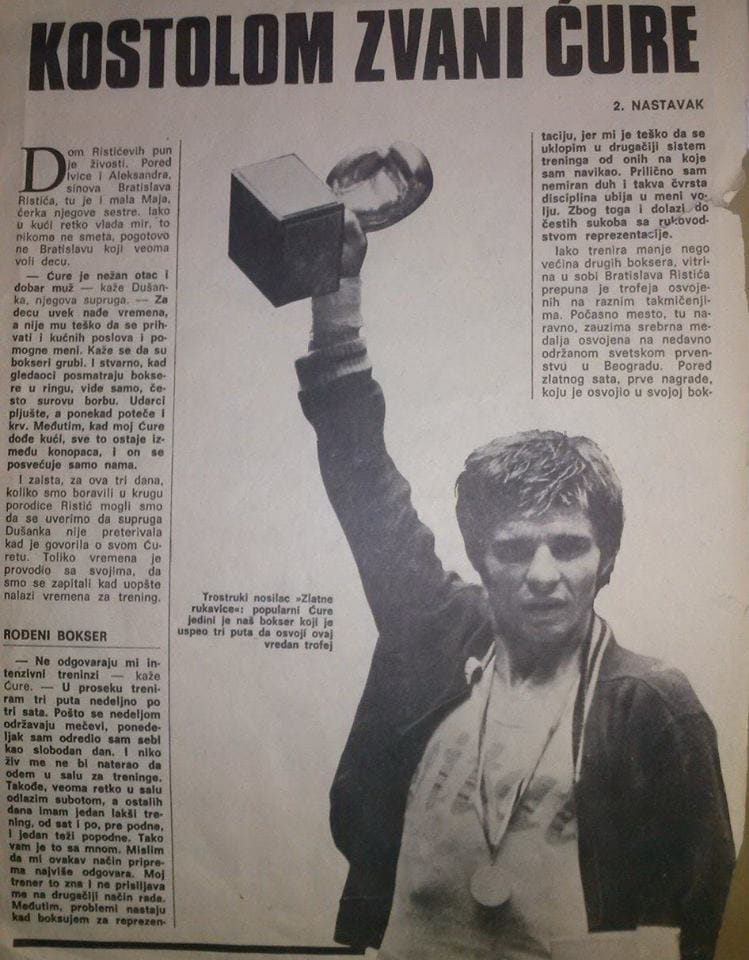 KOSTOLOM ZVANI ĆURE
2. NASTAVAK
Dom Ristićevih pun
je živosti. Pored
Ivice i Aleksandra,
sinova Bratislava
Ristića, tu je i mala Maja,
ćerka njegove sestre. Iako
u kući retko vlada mir, to
nikome ne smeta, pogotovo
ne Bratislavu koji veoma
voli decu.
— Ćure je nežan otac i
dobar muž — kaže Dušan-
ka, njegova supruga. — Za
decu uvek nađe vremena,
a nije mu teško da se prih-
vati i kućnih poslova i po-
mogne meni. Kaže se da su
bokseri grubi. I stvarno, kad
gledaoci posmatraju bokse-
re u ringu, vide samo, če-
sto surovu borbu. Udarci
pljušte, a ponekad poteče i
krv. Međutim, kad moj Ćure
dođe kući, sve to ostaje iz-
među konopaca, i on se
posvećuje samo nama.
I zaista, za ova tri dana,
koliko smo boravili u krugu
porodice Ristić mogli smo
da se uverimo da supruga
Dušanka nije preterivala
kad je govorila o svom Ću-
retu. Toliko vremena je
provodio sa svojima, da
smo se zapitali kad uopšte
nalazi vremena za trening.
ROĐENI BOKSER
— Ne odgovaraju mi in-
tenzivni treninzi — kaže
Ćure. — U proseku treni-
ram tri puta nedeljno po
tri sata. Pošto se nedeljom
održavaju mečevi, ponede-
ljak sam odredio sam sebi
kao slobodan dan. I niko
živ me ne bi naterao da
odem u salu za treninge.
Takođe, veoma retko u salu
odlazim subotom, a ostalih
dana imam jedan lakši tre-
ning, od sat i po, pre podne,
i jedan teži popodne. Tako
vam je to sa mnom. Mislim
da mi ovakav način pripre-
ma najviše odgovara. Moj
trener to zna i ne prisiljava
me na drugačiji način rada.
Međutim, problemi nastaju
kad boksujem za reprezen-
Trostruki nosilac »Zlatne
rukavice«: popularni Ćure
jedini je naš bokser koji je
uspeo tri puta da osvoji ovaj
vredan trofej
taciju, jer mi je teško da se
uklopim u drugačiji sistem
treninga od onih na koje
sam navikao. Prilično sam
nemiran duh i takva čvrsta
disciplina ubija u meni vo-
lju. Zbog toga i dolazi do
čestih sukoba sa rukovod-
stvom reprezentacije.
Iako trenira manje nego
većina drugih boksera, vitri-
na u sobi Bratislava Ristića
prepuna je trofeja osvoje-
nih na raznim takmičenji-
ma. Počasno mesto, tu na-
ravno, zauzima srebrna me-
dalja osvojena na nedavno
održanom svetskom prven-
stvu u Beogradu. Pored
zlatnog sata, prve nagrade,
koju je osvojio u svojoj bok-